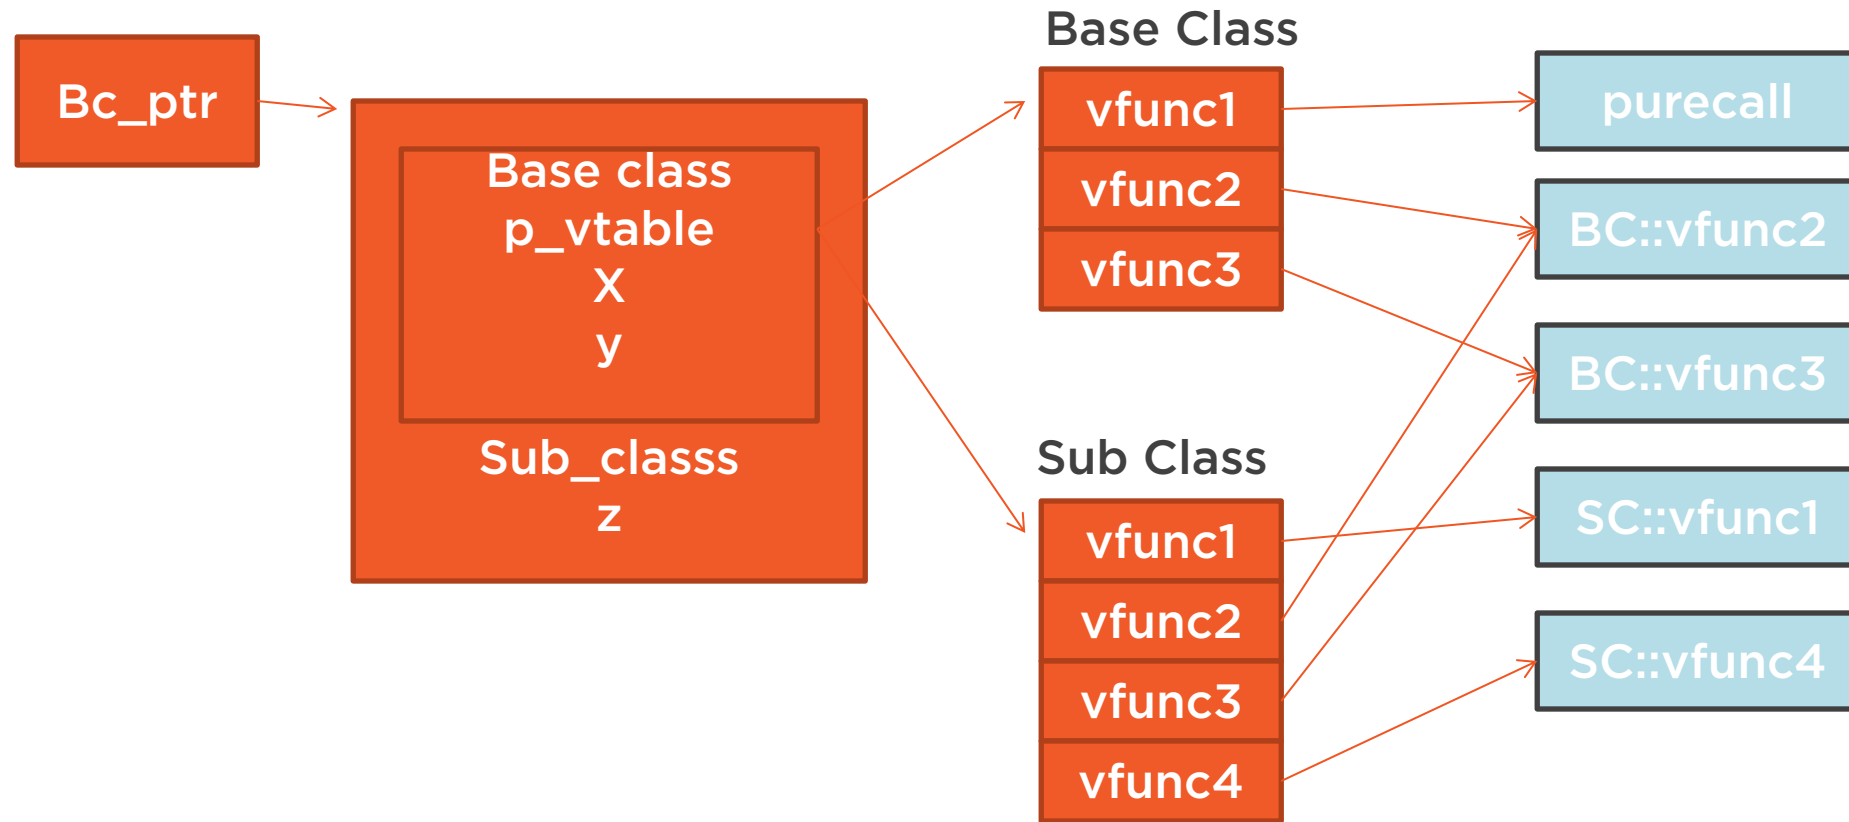 Bc_ptr
Base class
p_vtable
X
y
Sub_classs
z
Base Class
vfunc1
vfunc2
vfunc3
Sub Class
vfunc1
vfunc2
vfunc3
vfunc4
purecall
BC::vfunc2
BC::vfunc3
SC::vfunc1
SC::vfunc4